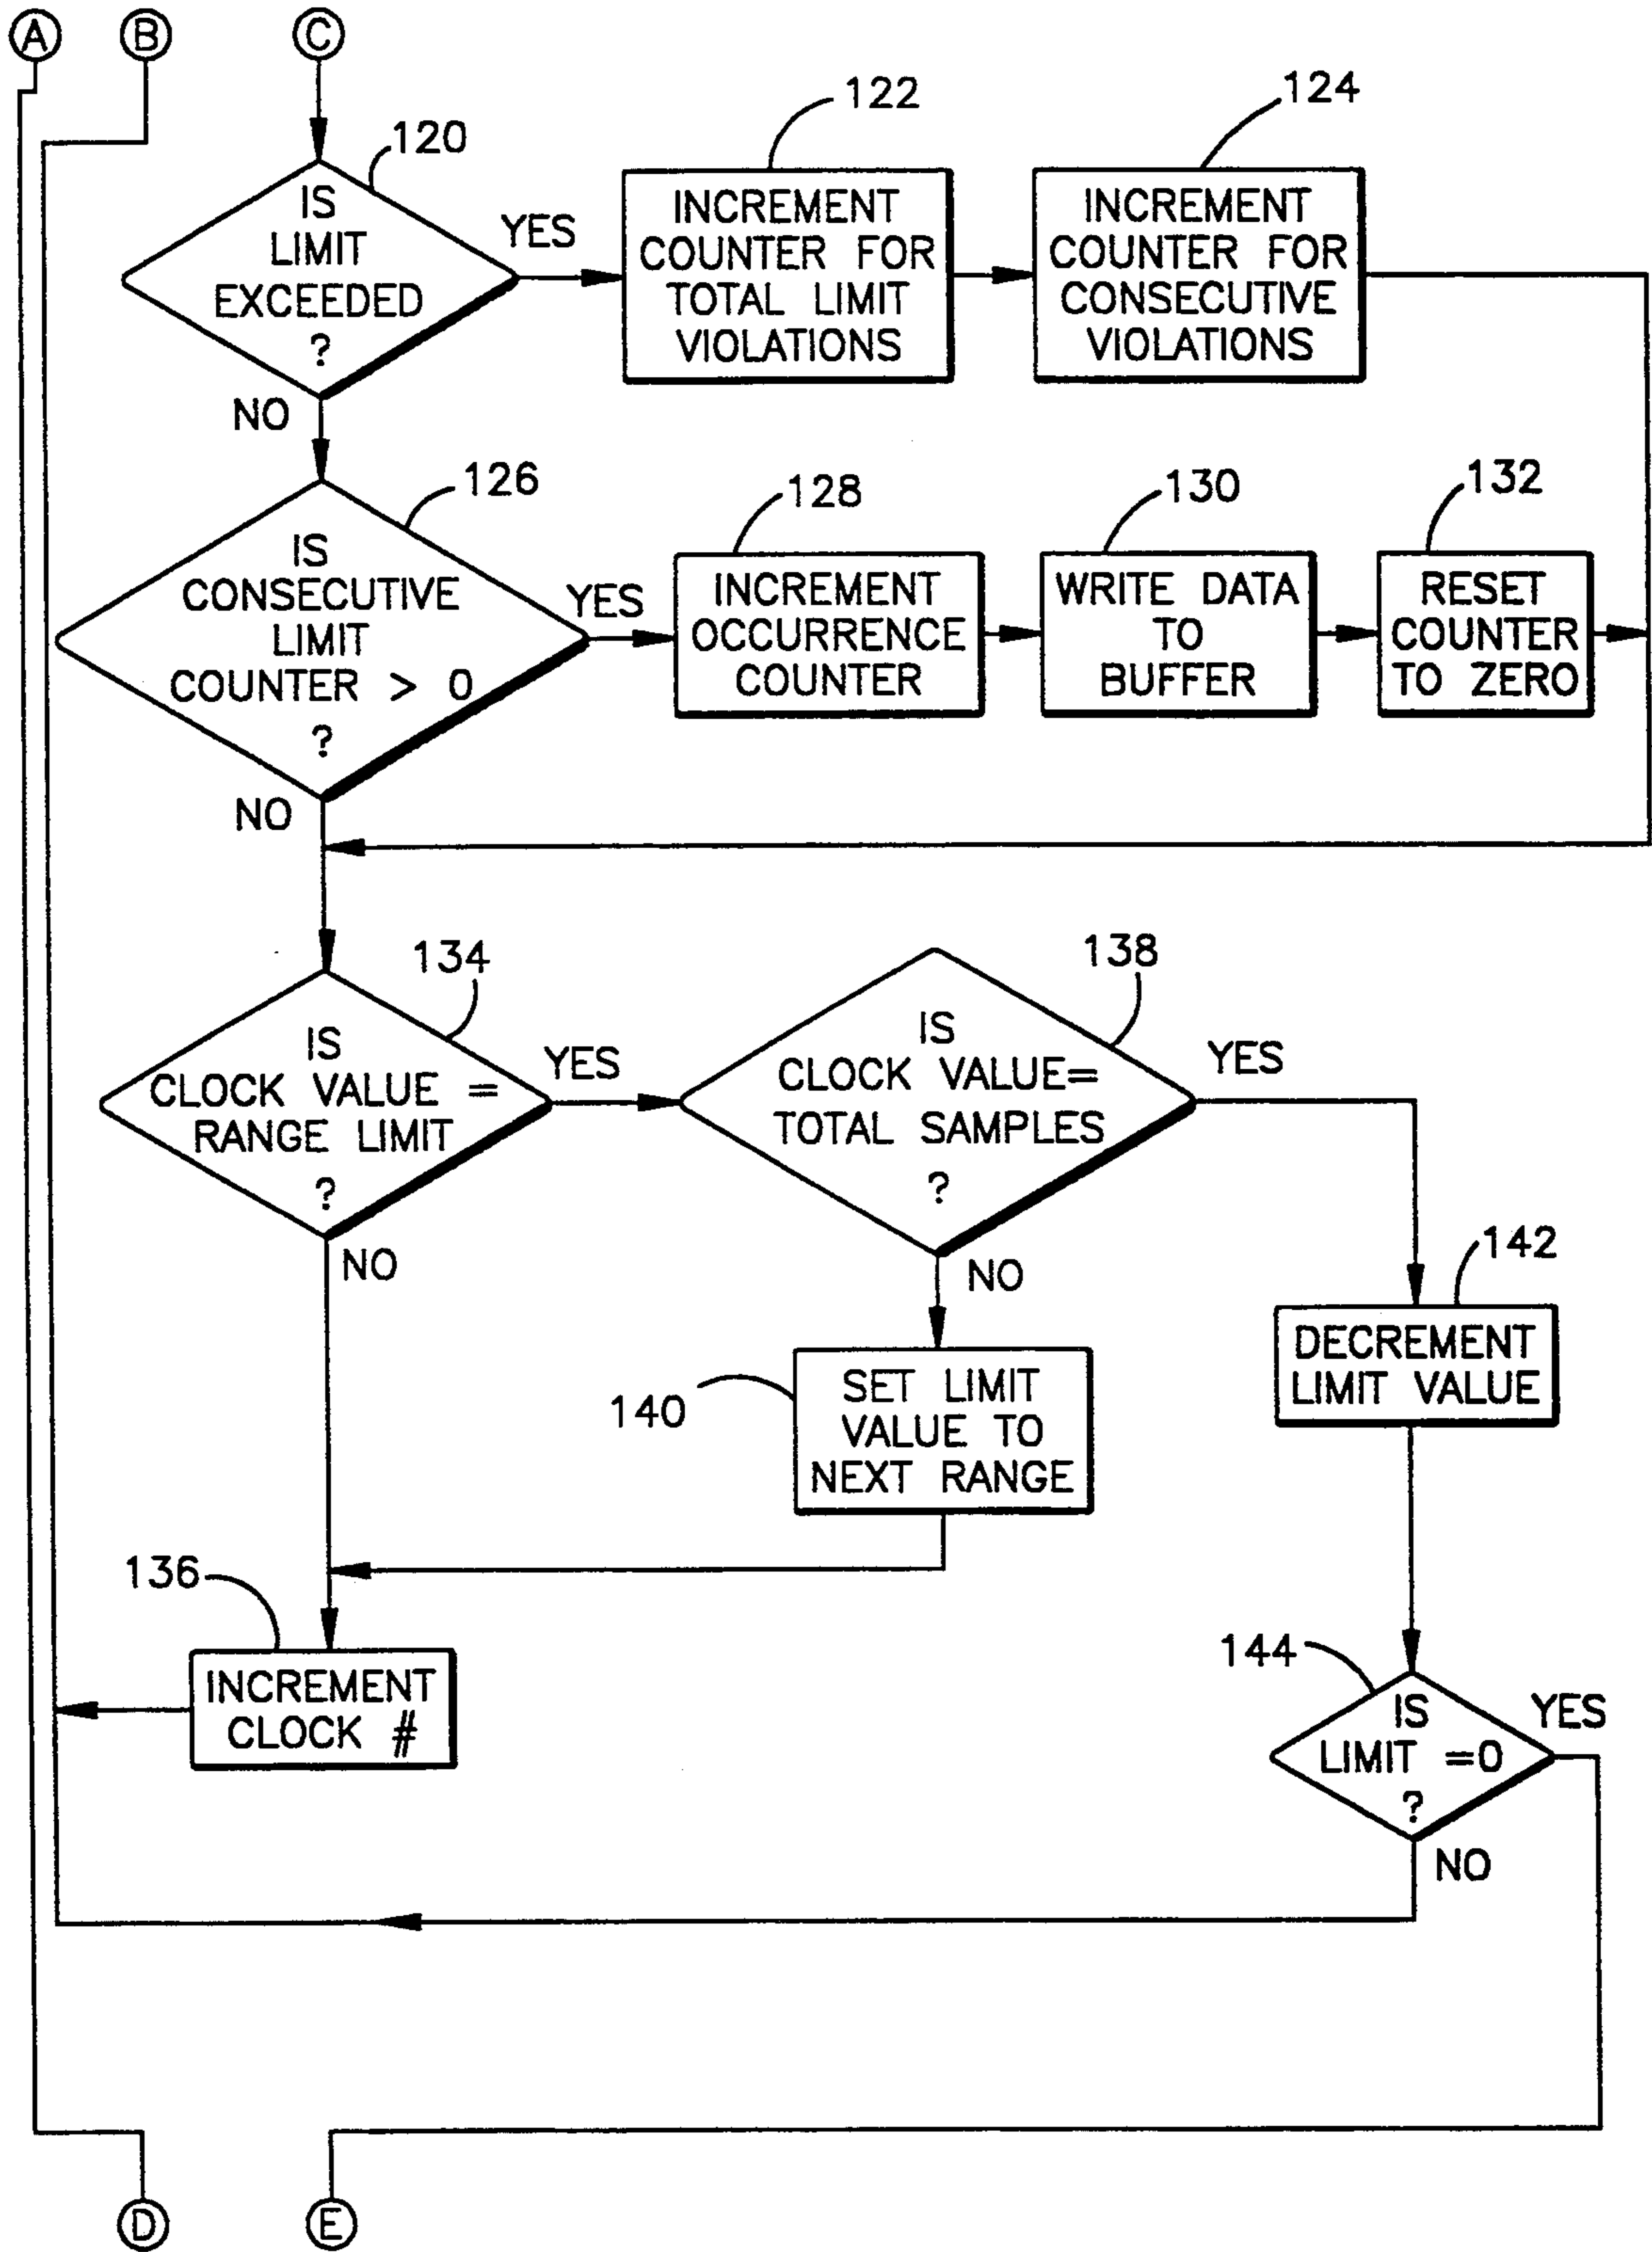 A
B
C
120
122
124
IS
LIMIT
EXCEEDED
?
YES
NO
INCREMENT
COUNTER FOR
TOTAL LIMIT
VIOLATIONS
INCREMENT
COUNTER FOR
CONSECUTIVE
VIOLATIONS
126
128
130
132
IS
CONSECUTIVE
LIMIT
COUNTER > 0
?
YES
NO
INCREMENT
OCCURRENCE
COUNTER
WRITE DATA
TO
BUFFER
RESET
COUNTER
TO ZERO
134
138
IS
CLOCK VALUE =
RANGE LIMIT
?
YES
NO
IS
CLOCK VALUE=
TOTAL SAMPLES
?
YES
NO
142
DECREMENT
LIMIT VALUE
140
SET LIMIT
VALUE TO
NEXT RANGE
136
INCREMENT
CLOCK #
144
IS
LIMIT =0
?
YES
NO
D
E